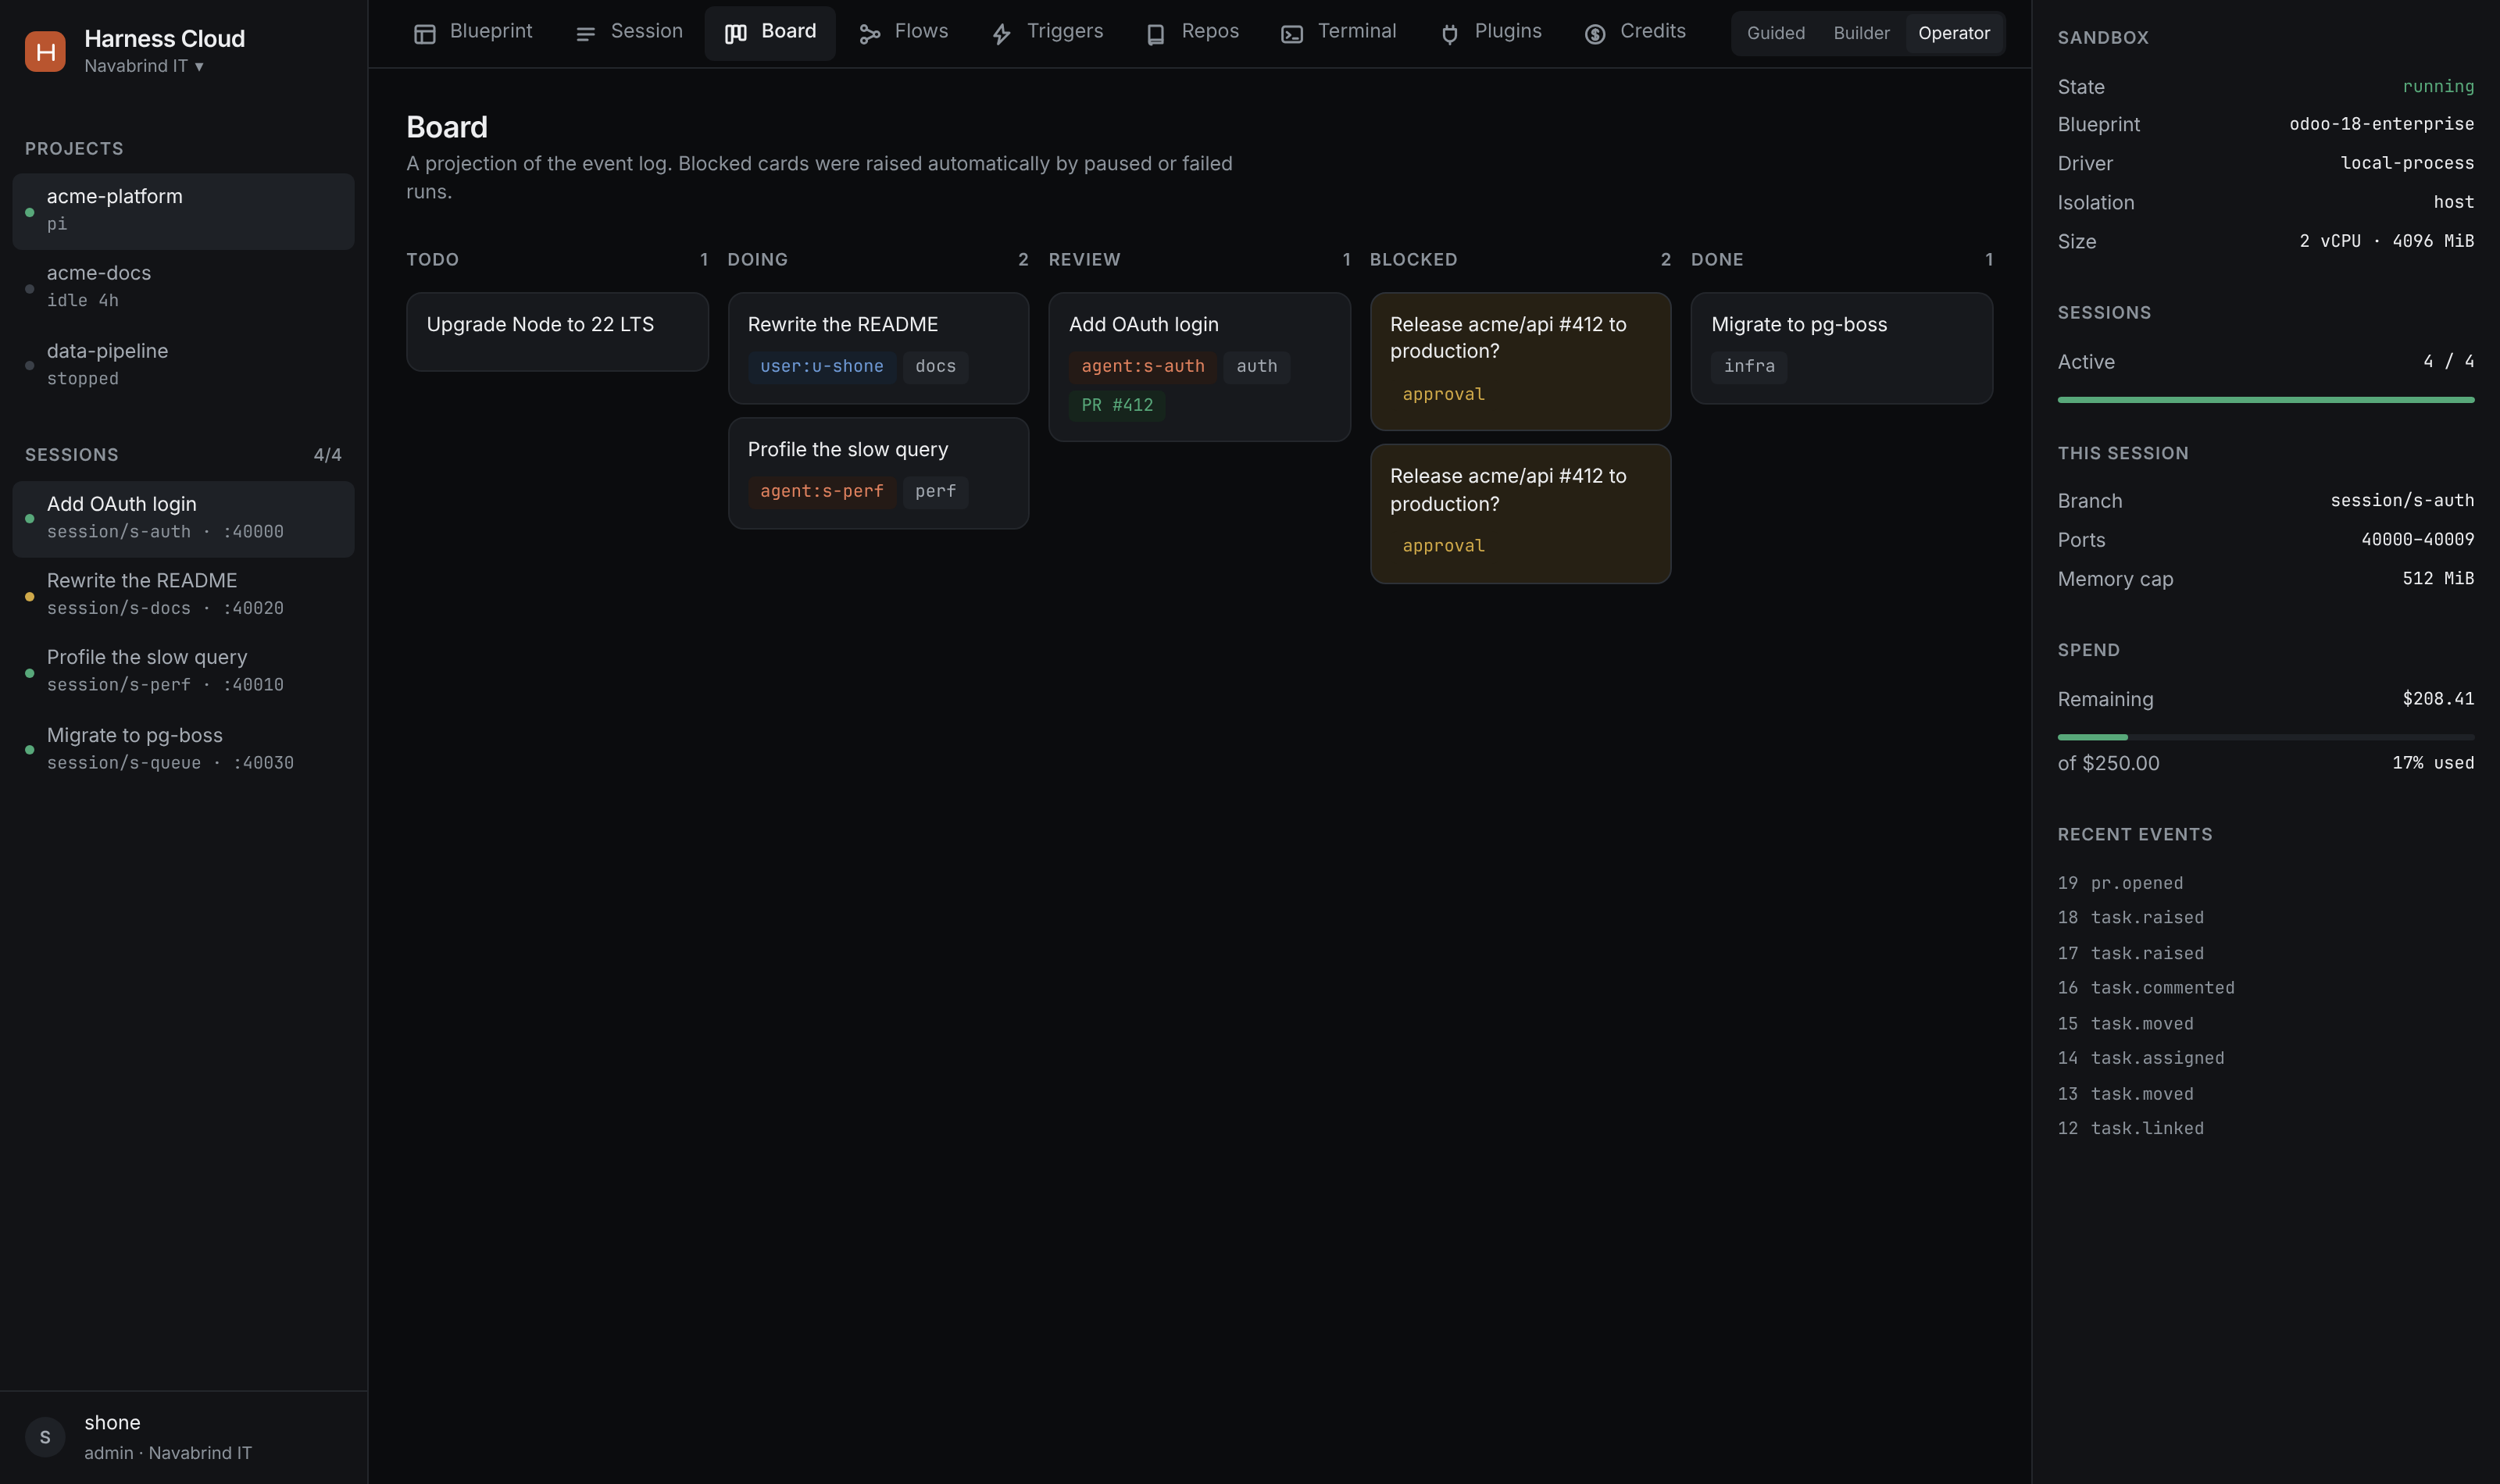 Harness Cloud
Navabrind IT ▾
PROJECTS
acme-platform
pi
acme-docs
idle 4h
data-pipeline
stopped
SESSIONS 4/4
Add OAuth login
session/s-auth · :40000
Rewrite the README
session/s-docs · :40020
Profile the slow query
session/s-perf · :40010
Migrate to pg-boss
session/s-queue · :40030
S
shone
admin · Navabrind IT
Blueprint Session Board Flows Triggers Repos Terminal Plugins Credits Guided Builder Operator
Board
A projection of the event log. Blocked cards were raised automatically by paused or failed
runs.
TODO 1
Upgrade Node to 22 LTS
DOING 2
Rewrite the README
user:u-shone docs
Profile the slow query
agent:s-perf perf
REVIEW 1
Add OAuth login
agent:s-auth auth
PR #412
BLOCKED 2
Release acme/api #412 to
production?
approval
Release acme/api #412 to
production?
approval
DONE 1
Migrate to pg-boss
infra
SANDBOX
State running
Blueprint odoo-18-enterprise
Driver local-process
Isolation host
Size 2 vCPU · 4096 MiB
SESSIONS
Active 4 / 4
THIS SESSION
Branch session/s-auth
Ports 40000–40009
Memory cap 512 MiB
SPEND
Remaining $208.41
of $250.00 17% used
RECENT EVENTS
19 pr.opened
18 task.raised
17 task.raised
16 task.commented
15 task.moved
14 task.assigned
13 task.moved
12 task.linked